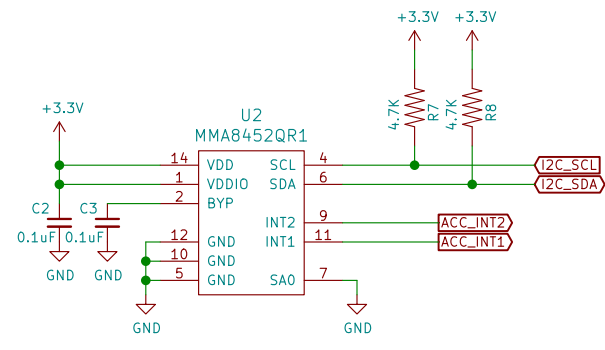 +3.3V +3.3V
+3.3V
4.7K R7 4.7K R8
U2
MMA8452QR1
14 VDD SCL 4 I2C_SCL
1 VDDIO SDA 6 I2C_SDA
2 BYP
C2 C3
0.1uF 0.1uF
INT2 9 ACC_INT2
12 GND INT1 11 ACC_INT1
10 GND
5 GND SA0 7
GND GND
GND GND